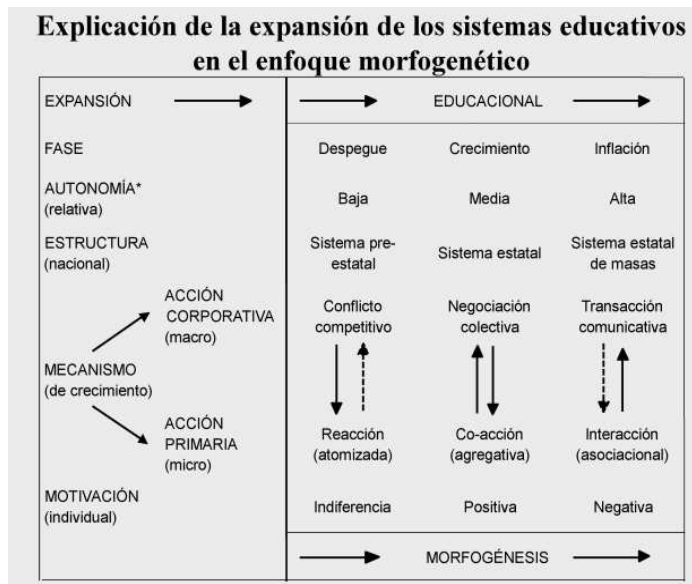 Explicación de la expansión de los sistemas educativos
en el enfoque morfogenético
EXPANSIÓN EDUCACIONAL
FASE Despegue Crecimiento Inflación
AUTONOMÍA*
(relativa)
Baja Media Alta
ESTRUCTURA
(nacional)
Sistema pre-
estatal
Sistema estatal
Sistema estatal
de masas
MECANISMO
(de crecimiento)
ACCIÓN
CORPORATIVA
(macro)
Conflicto
competitivo
Negociación
colectiva
Transacción
comunicativa
ACCIÓN
PRIMARIA
(micro)
Reacción
(atomizada)
Co-acción
(agregativa)
Interacción
(asociacional)
MOTIVACIÓN
(individual)
Indiferencia Positiva Negativa
MORFOGÉNESIS